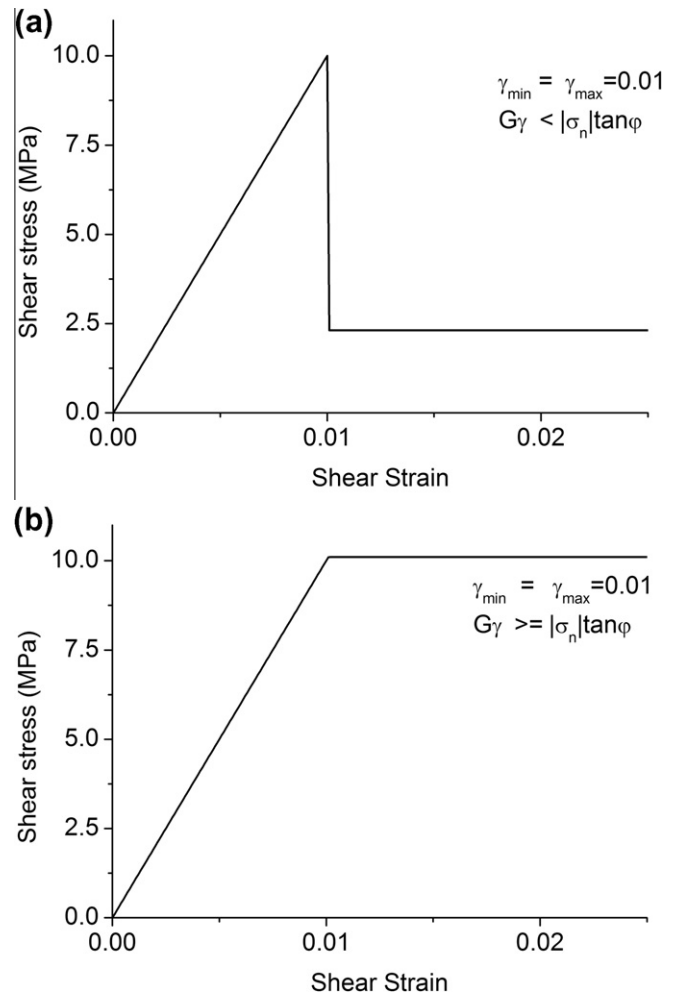 (a)
10.0
γmin = γmax=0.01
Gγ < |σn|tanφ
7.5
5.0
2.5
0.0
Shear stress (MPa)
0.00 0.01 0.02
Shear Strain
(b)
10.0
γmin = γmax=0.01
Gγ >= |σn|tanφ
7.5
5.0
2.5
0.0
Shear stress (MPa)
0.00 0.01 0.02
Shear Strain